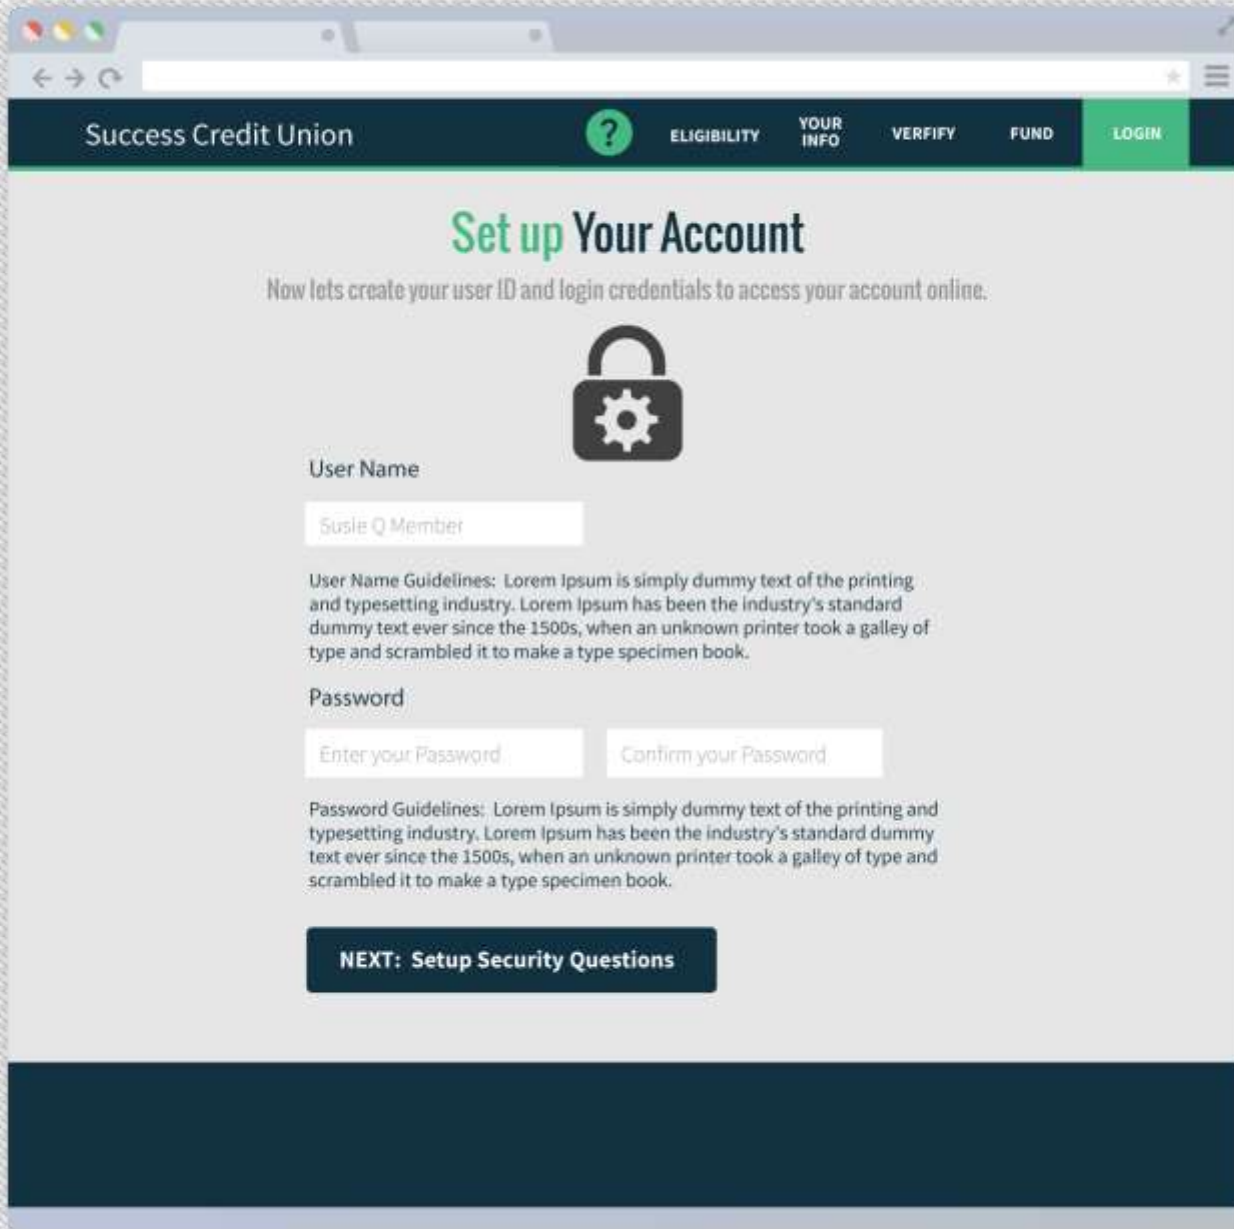 Success Credit Union
?
ELIGIBILITY
YOUR
INFO
VERFIFY
FUND
LOGIN
Set up Your Account
Now lets create your user ID and login credentials to access your account online.
User Name
Susie Q Member
User Name Guidelines:  Lorem Ipsum is simply dummy text of the printing
and typesetting industry. Lorem Ipsum has been the industry's standard
dummy text ever since the 1500s, when an unknown printer took a galley of
type and scrambled it to make a type specimen book.
Password
Enter your Password
Confirm your Password
Password Guidelines:  Lorem Ipsum is simply dummy text of the printing and
typesetting industry. Lorem Ipsum has been the industry's standard dummy
text ever since the 1500s, when an unknown printer took a galley of type and
scrambled it to make a type specimen book.
NEXT:  Setup Security Questions